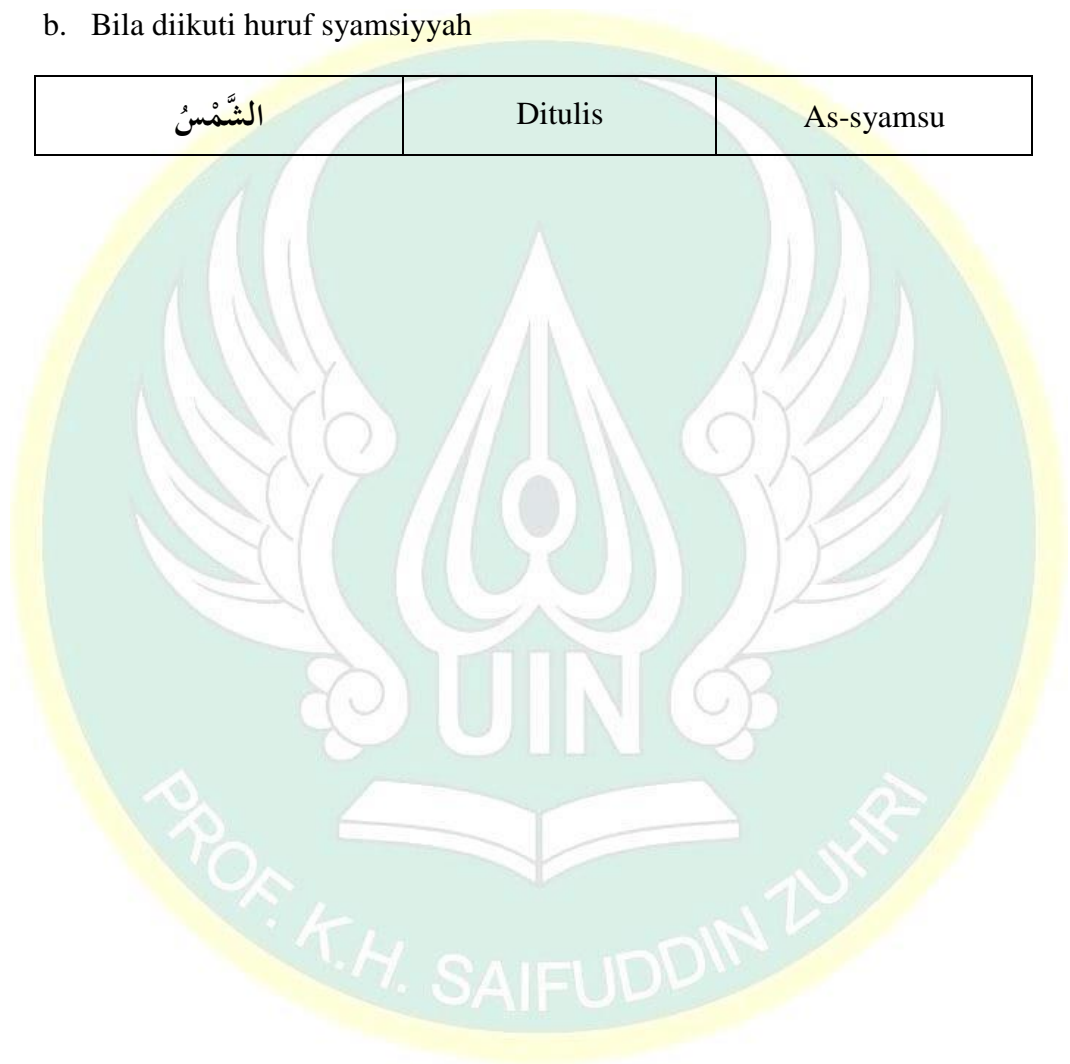 b. Bila diikuti huruf syamsiyyah
الشَّمْسُ Ditulis As-syamsu
UIN
PROF. K.H. SAIFUDDIN ZUHRI